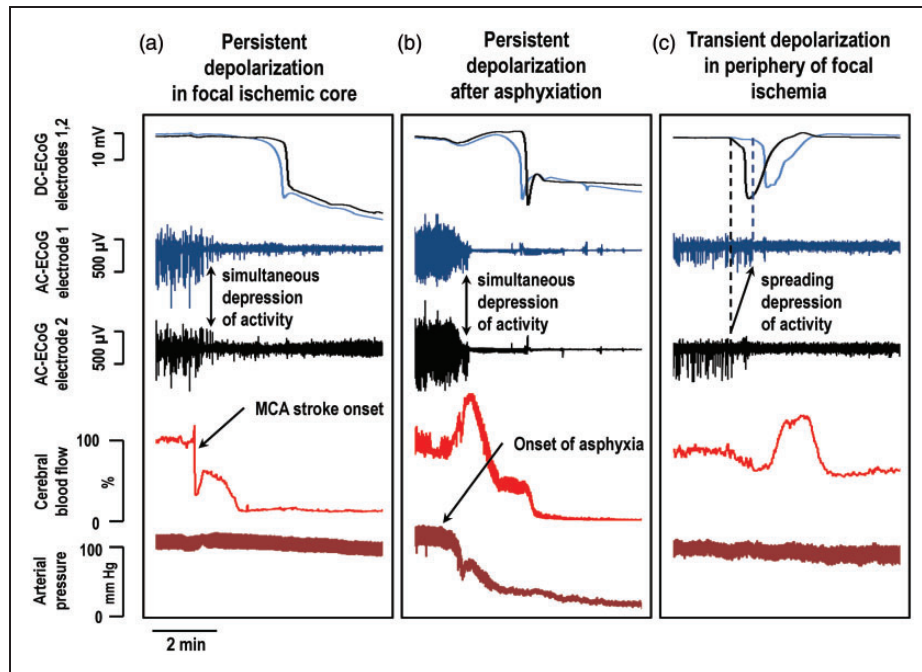 (a) Persistent
depolarization
in focal ischemic core
(b) Persistent
depolarization
after asphyxiation
(c) Transient depolarization
in periphery of focal
ischemia
DC-ECoG
electrodes 1,2
10 mV
AC-ECoG
electrode 1
500 µV
simultaneous
depression
of activity
simultaneous
depression
of activity
spreading
depression
of activity
AC-ECoG
electrode 2
500 µV
MCA stroke onset
Onset of asphyxia
Cerebral
blood flow
%
100
0
Arterial
pressure
mm Hg
100
0
2 min